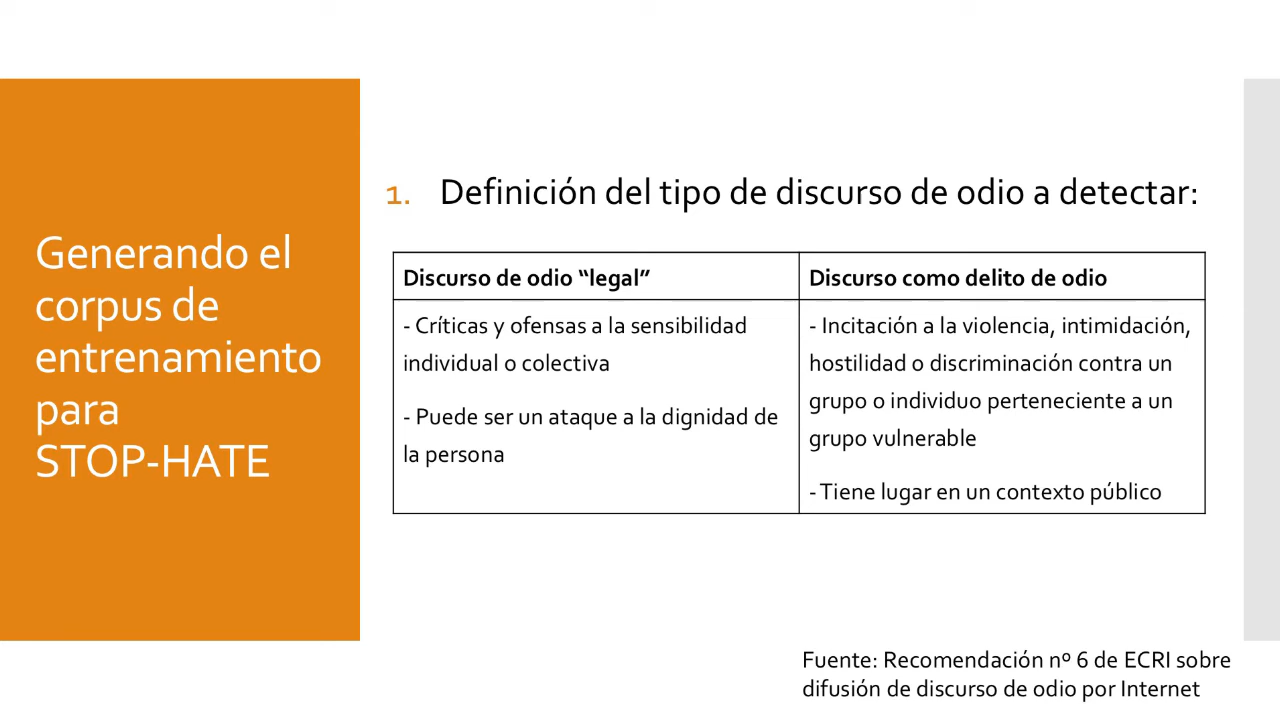 Generando el
corpus de
entrenamiento
para
STOP-HATE
1. Definición del tipo de discurso de odio a detectar:
Discurso de odio “legal”
- Críticas y ofensas a la sensibilidad
individual o colectiva
- Puede ser un ataque a la dignidad de
la persona
Discurso como delito de odio
- Incitación a la violencia, intimidación,
hostilidad o discriminación contra un
grupo o individuo perteneciente a un
grupo vulnerable
- Tiene lugar en un contexto público
Fuente: Recomendación nº 6 de ECRI sobre
difusión de discurso de odio por Internet